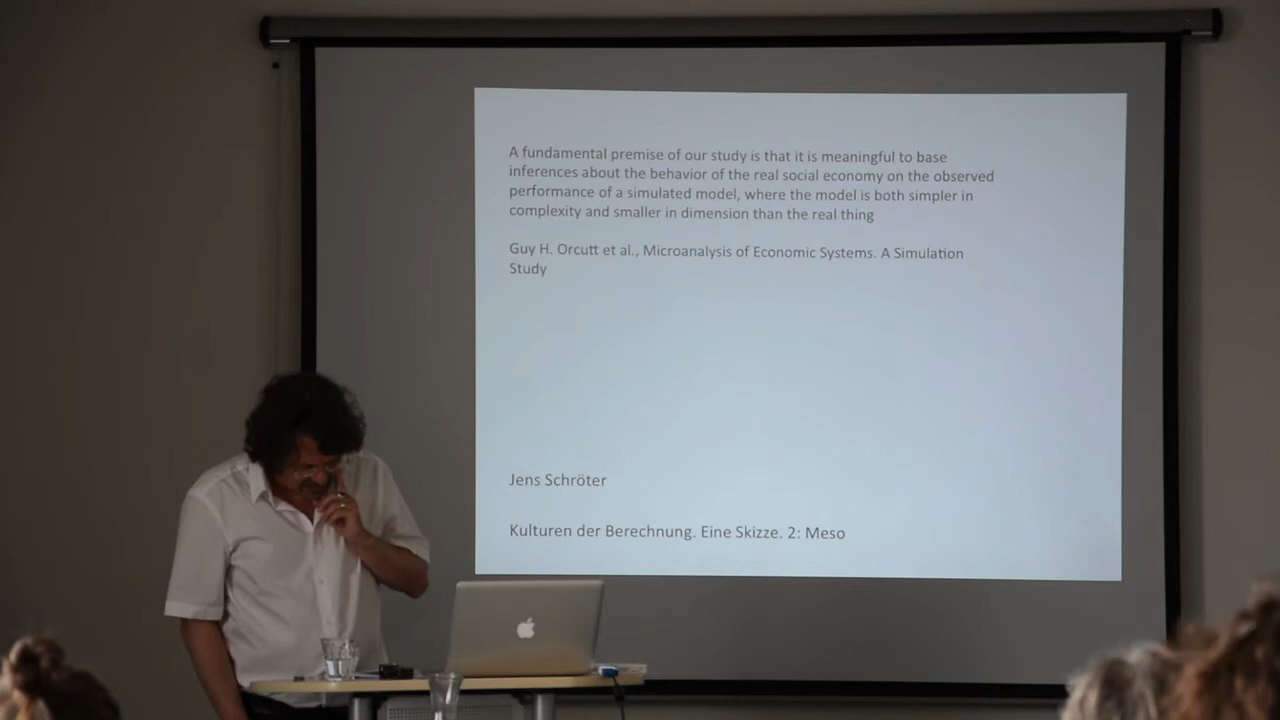 A fundamental premise of our study is that it is meaningful to base
inferences about the behavior of the real social economy on the observed
performance of a simulated model, where the model is both simpler in
complexity and smaller in dimension than the real thing
Guy H. Orcutt et al., Microanalysis of Economic Systems. A Simulation
Study
Jens Schröter
Kulturen der Berechnung. Eine Skizze. 2: Meso